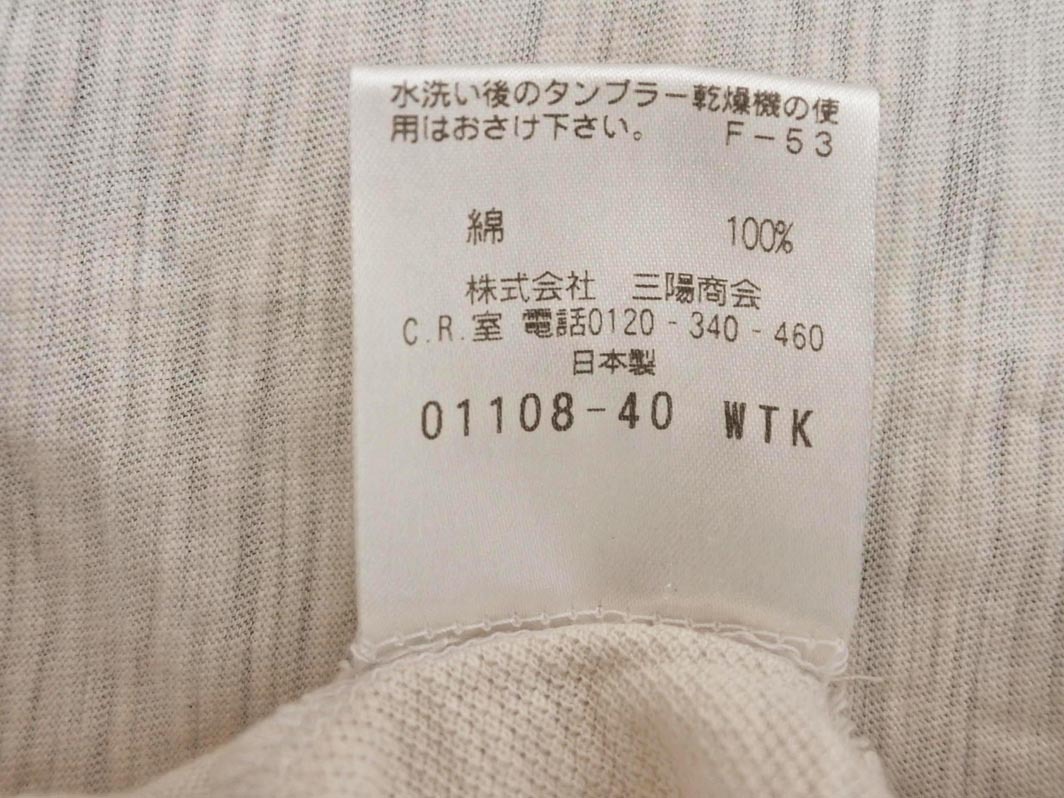 水洗い後のタンブラー乾燥機の使
用はおさけ下さい。 F-53
綿 100%
株式会社 三陽商会
C.R.室 電話0120-340-460
日本製
01108-40 WTK